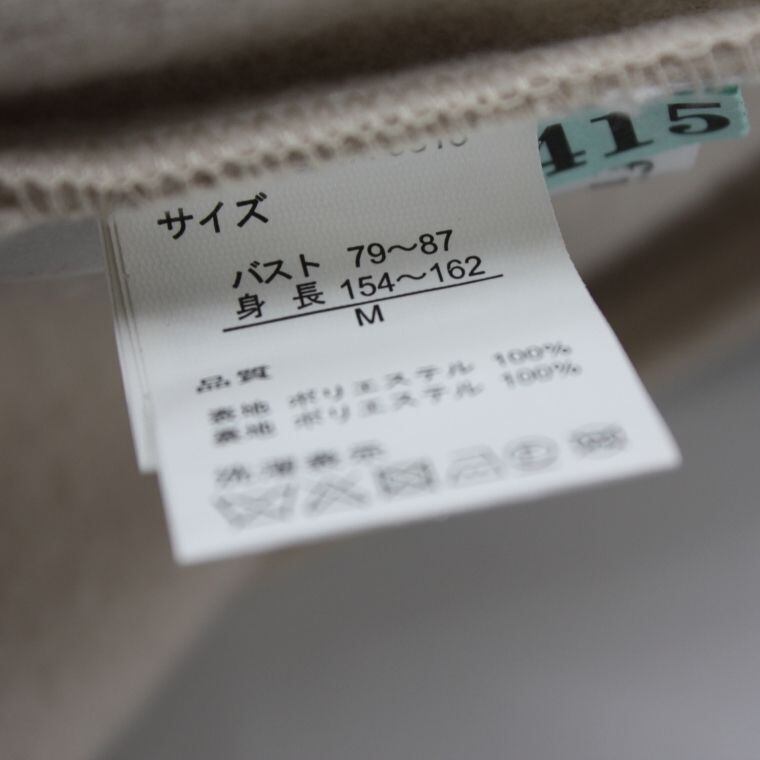 415
サイズ
バスト 79～87
身 長 154～162
M
品質
表地 ポリエステル 100%
裏地 ポリエステル 100%
洗濯表示